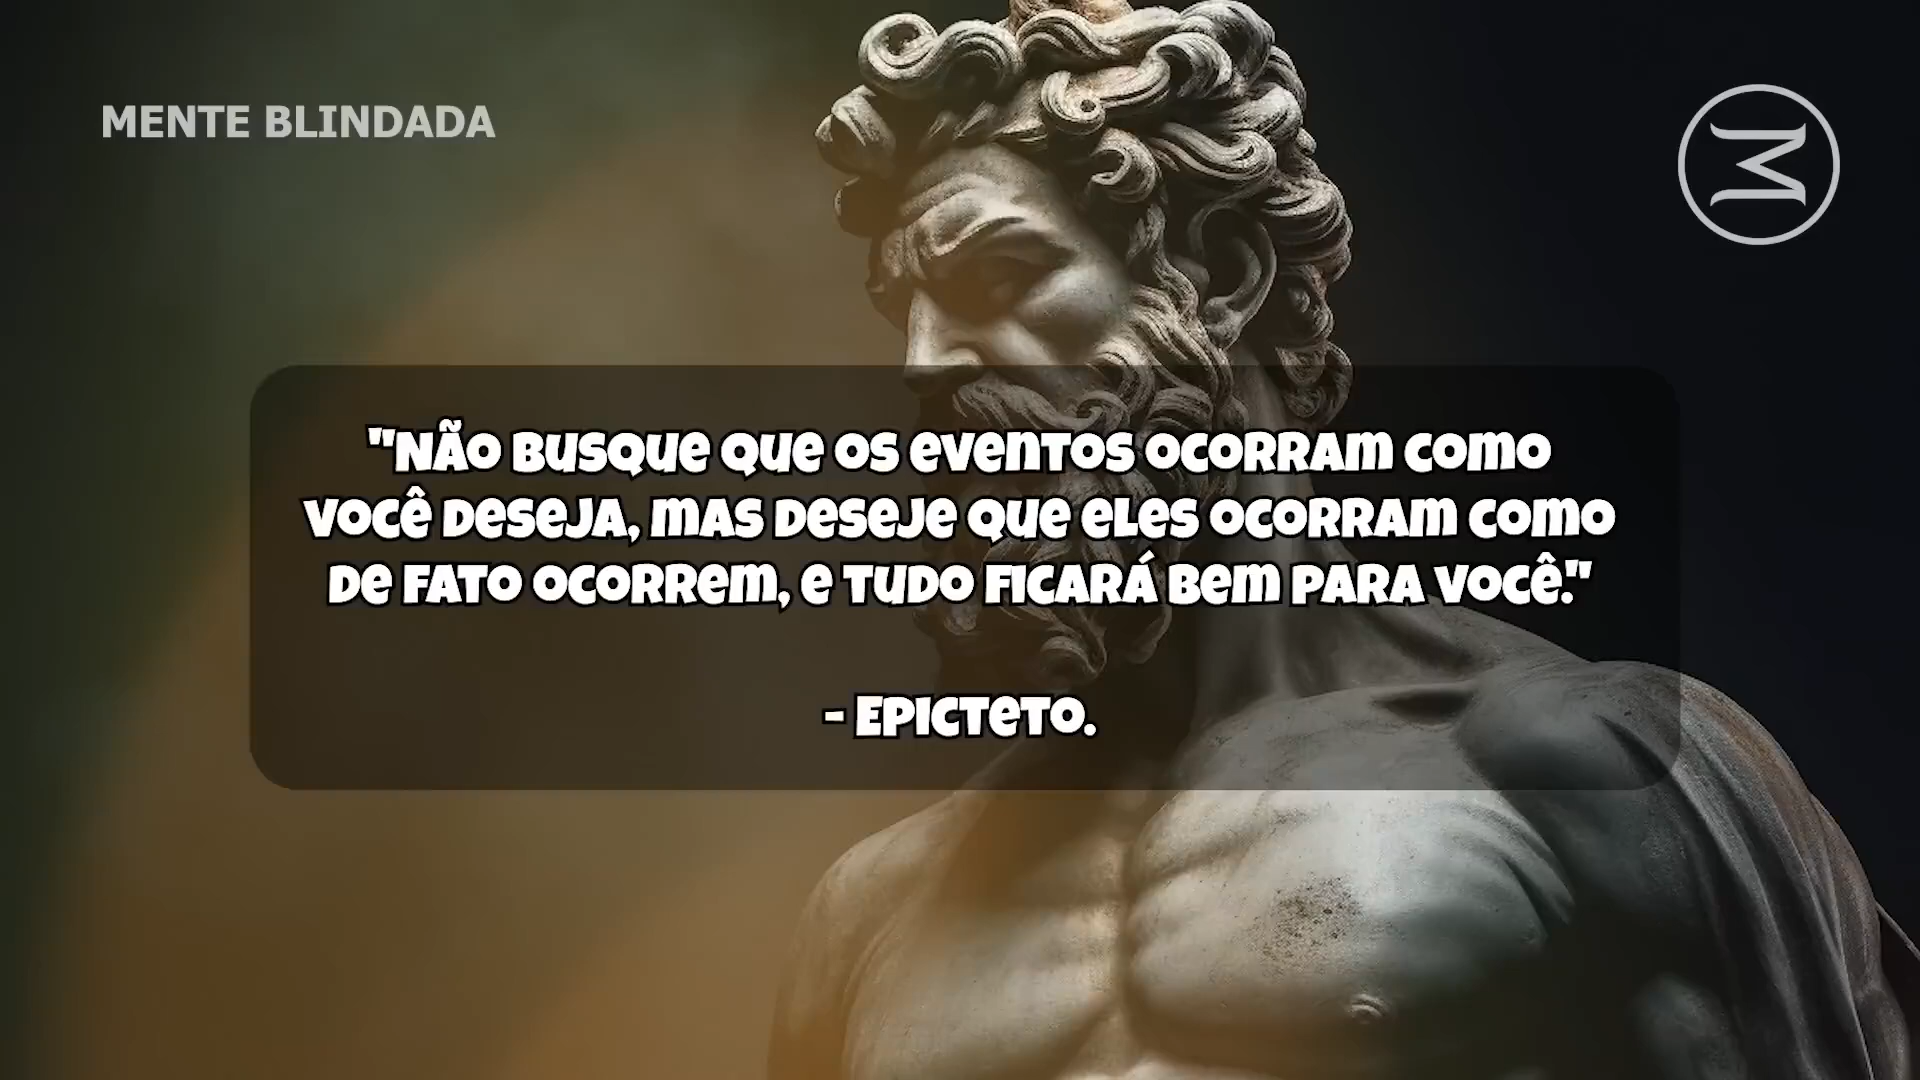 MENTE BLINDADA
"NÃO BUSQUE QUE OS EVENTOS OCORRAM COMO
VOCÊ DESEJA, MAS DESEJE QUE ELES OCORRAM COMO
DE FATO OCORREM, E TUDO FICARÁ BEM PARA VOCÊ."
- EPICTETO.